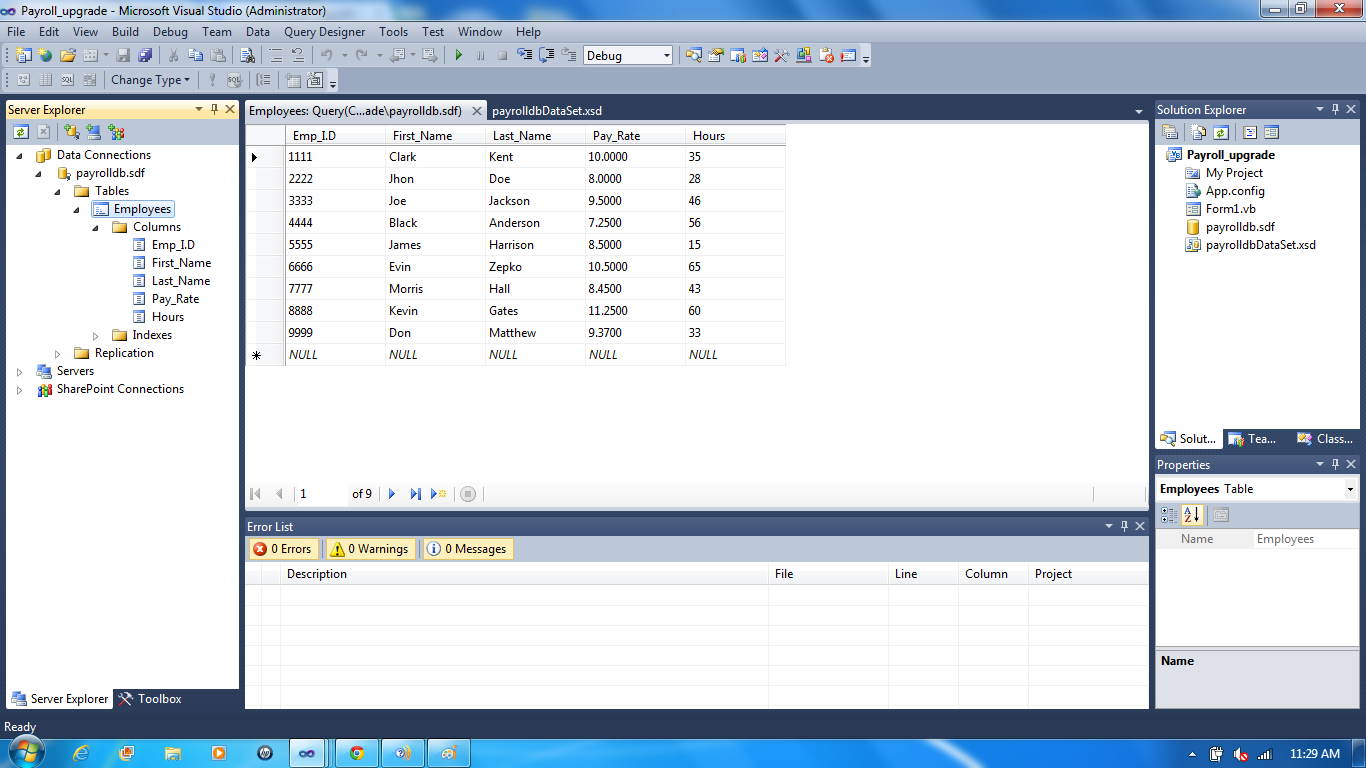 Payroll_upgrade - Microsoft Visual Studio (Administrator)
File Edit View Build Debug Team Data Query Designer Tools Test Window Help
Debug
SQL Change Type SQL
Server Explorer
Data Connections
payrolldb.sdf
Tables
Employees
Columns
Emp_I.D
First_Name
Last_Name
Pay_Rate
Hours
Indexes
Replication
Servers
SharePoint Connections
Server Explorer Toolbox
Employees: Query(C...ade\payrolldb.sdf) payrolldbDataSet.xsd
Emp_I.D First_Name Last_Name Pay_Rate Hours
1111 Clark Kent 10.0000 35
2222 Jhon Doe 8.0000 28
3333 Joe Jackson 9.5000 46
4444 Black Anderson 7.2500 56
5555 James Harrison 8.5000 15
6666 Evin Zepko 10.5000 65
7777 Morris Hall 8.4500 43
8888 Kevin Gates 11.2500 60
9999 Don Matthew 9.3700 33
NULL NULL NULL NULL NULL
1 of 9
Error List
0 Errors 0 Warnings 0 Messages
Description File Line Column Project
Solution Explorer
Payroll_upgrade
My Project
App.config
Form1.vb
payrolldb.sdf
payrolldbDataSet.xsd
Solut... Tea... Class...
Properties
Employees Table
Name Employees
Name
Ready
11:29 AM